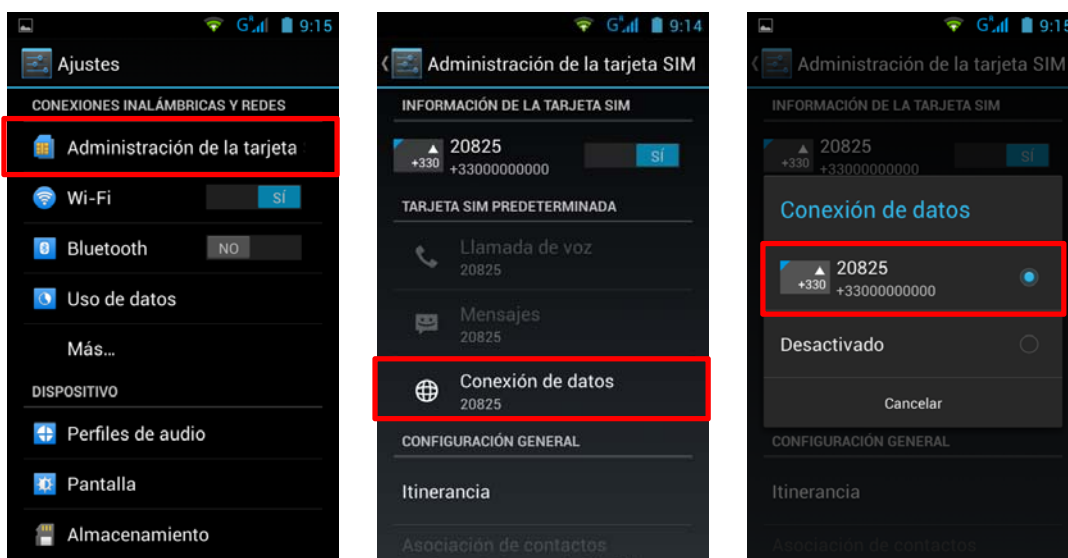 G R 9:15
Ajustes
CONEXIONES INALÁMBRICAS Y REDES
Administración de la tarjeta
Wi-Fi SÍ
Bluetooth NO
Uso de datos
Más...
DISPOSITIVO
Perfiles de audio
Pantalla
Almacenamiento
G R 9:14
Administración de la tarjeta SIM
INFORMACIÓN DE LA TARJETA SIM
+330 20825 SÍ
+33000000000
TARJETA SIM PREDETERMINADA
Llamada de voz
20825
Mensajes
20825
Conexión de datos
20825
CONFIGURACIÓN GENERAL
Itinerancia
Asociación de contactos
G R 9:15
Administración de la tarjeta SIM
INFORMACIÓN DE LA TARJETA SIM
+330 20825 SÍ
+33000000000
Conexión de datos
+330 20825
+33000000000
Desactivado
Cancelar
CONFIGURACIÓN GENERAL
Itinerancia
Asociación de contactos